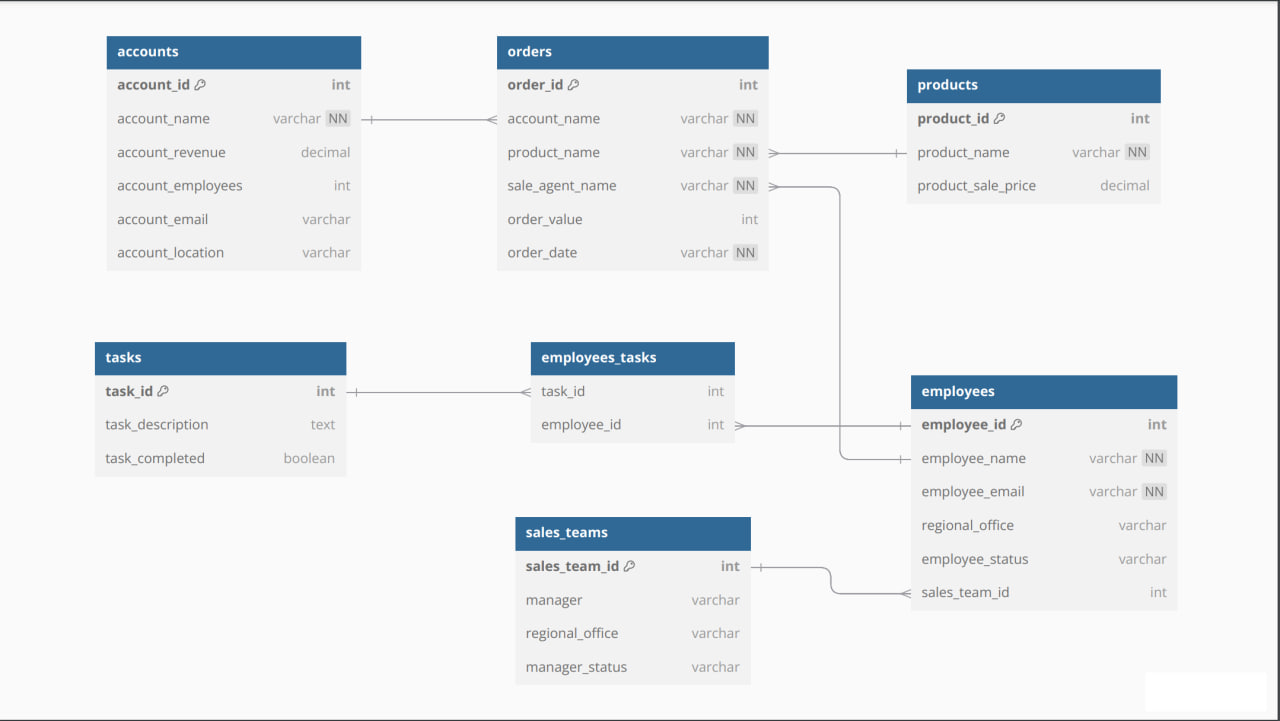 accounts
account_id int
account_name varchar NN
account_revenue decimal
account_employees int
account_email varchar
account_location varchar
orders
order_id int
account_name varchar NN
product_name varchar NN
sale_agent_name varchar NN
order_value int
order_date varchar NN
products
product_id int
product_name varchar NN
product_sale_price decimal
tasks
task_id int
task_description text
task_completed boolean
employees_tasks
task_id int
employee_id int
employees
employee_id int
employee_name varchar NN
employee_email varchar NN
regional_office varchar
employee_status varchar
sales_team_id int
sales_teams
sales_team_id int
manager varchar
regional_office varchar
manager_status varchar